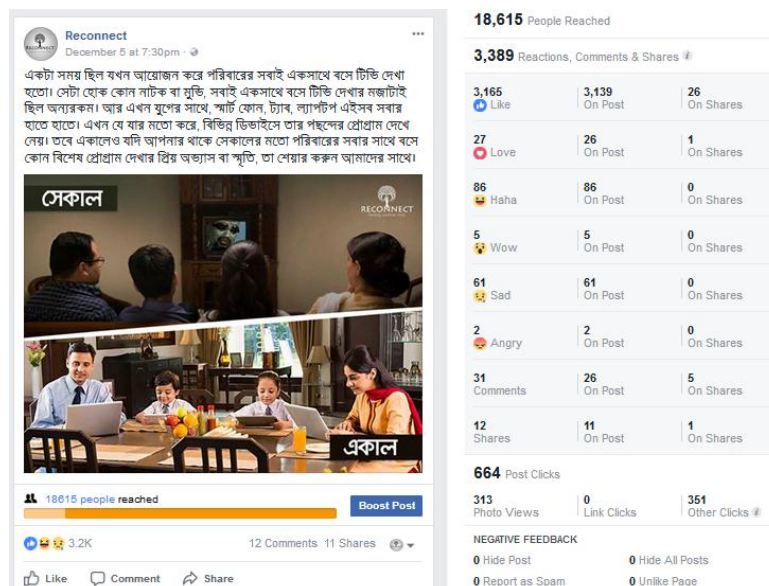 Reconnect
December 5 at 7:30pm
একটা সময় ছিল যখন আয়োজন করে পরিবারের সবাই একসাথে বসে টিভি দেখা
হতো। সেটা হোক কোন নাটক বা মুভি, সবাই একসাথে বসে টিভি দেখার মজাটাই
ছিল অন্যরকম। আর এখন যুগের সাথে, স্মার্ট ফোন, ট্যাব, ল্যাপটপ এইসব সবার
হাতে হাতে। এখন যে যার মতো করে, বিভিন্ন ডিভাইসে তার পছন্দের প্রোগ্রাম দেখে
নেয়। তবে একালেও যদি আপনার থাকে সেকালের মতো পরিবারের সবার সাথে বসে
কোন বিশেষ প্রোগ্রাম দেখার প্রিয় অভ্যাস বা স্মৃতি, তা শেয়ার করুন আমাদের সাথে।
সেকাল
RECONNECT
একাল
18615 people reached
Boost Post
3.2K
12 Comments 11 Shares
Like Comment Share
18,615 People Reached
3,389 Reactions, Comments & Shares
3,165 3,139 26
Like On Post On Shares
27 26 1
Love On Post On Shares
86 86 0
Haha On Post On Shares
5 5 0
Wow On Post On Shares
61 61 0
Sad On Post On Shares
2 2 0
Angry On Post On Shares
31 26 5
Comments On Post On Shares
12 11 1
Shares On Post On Shares
664 Post Clicks
313 0 351
Photo Views Link Clicks Other Clicks
NEGATIVE FEEDBACK
0 Hide Post 0 Hide All Posts
0 Report as Spam 0 Unlike Page